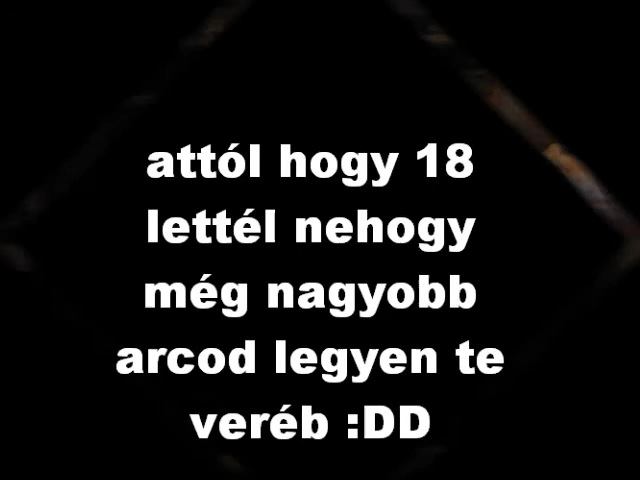 attól hogy 18
lettél nehogy
még nagyobb
arcod legyen te
veréb :DD